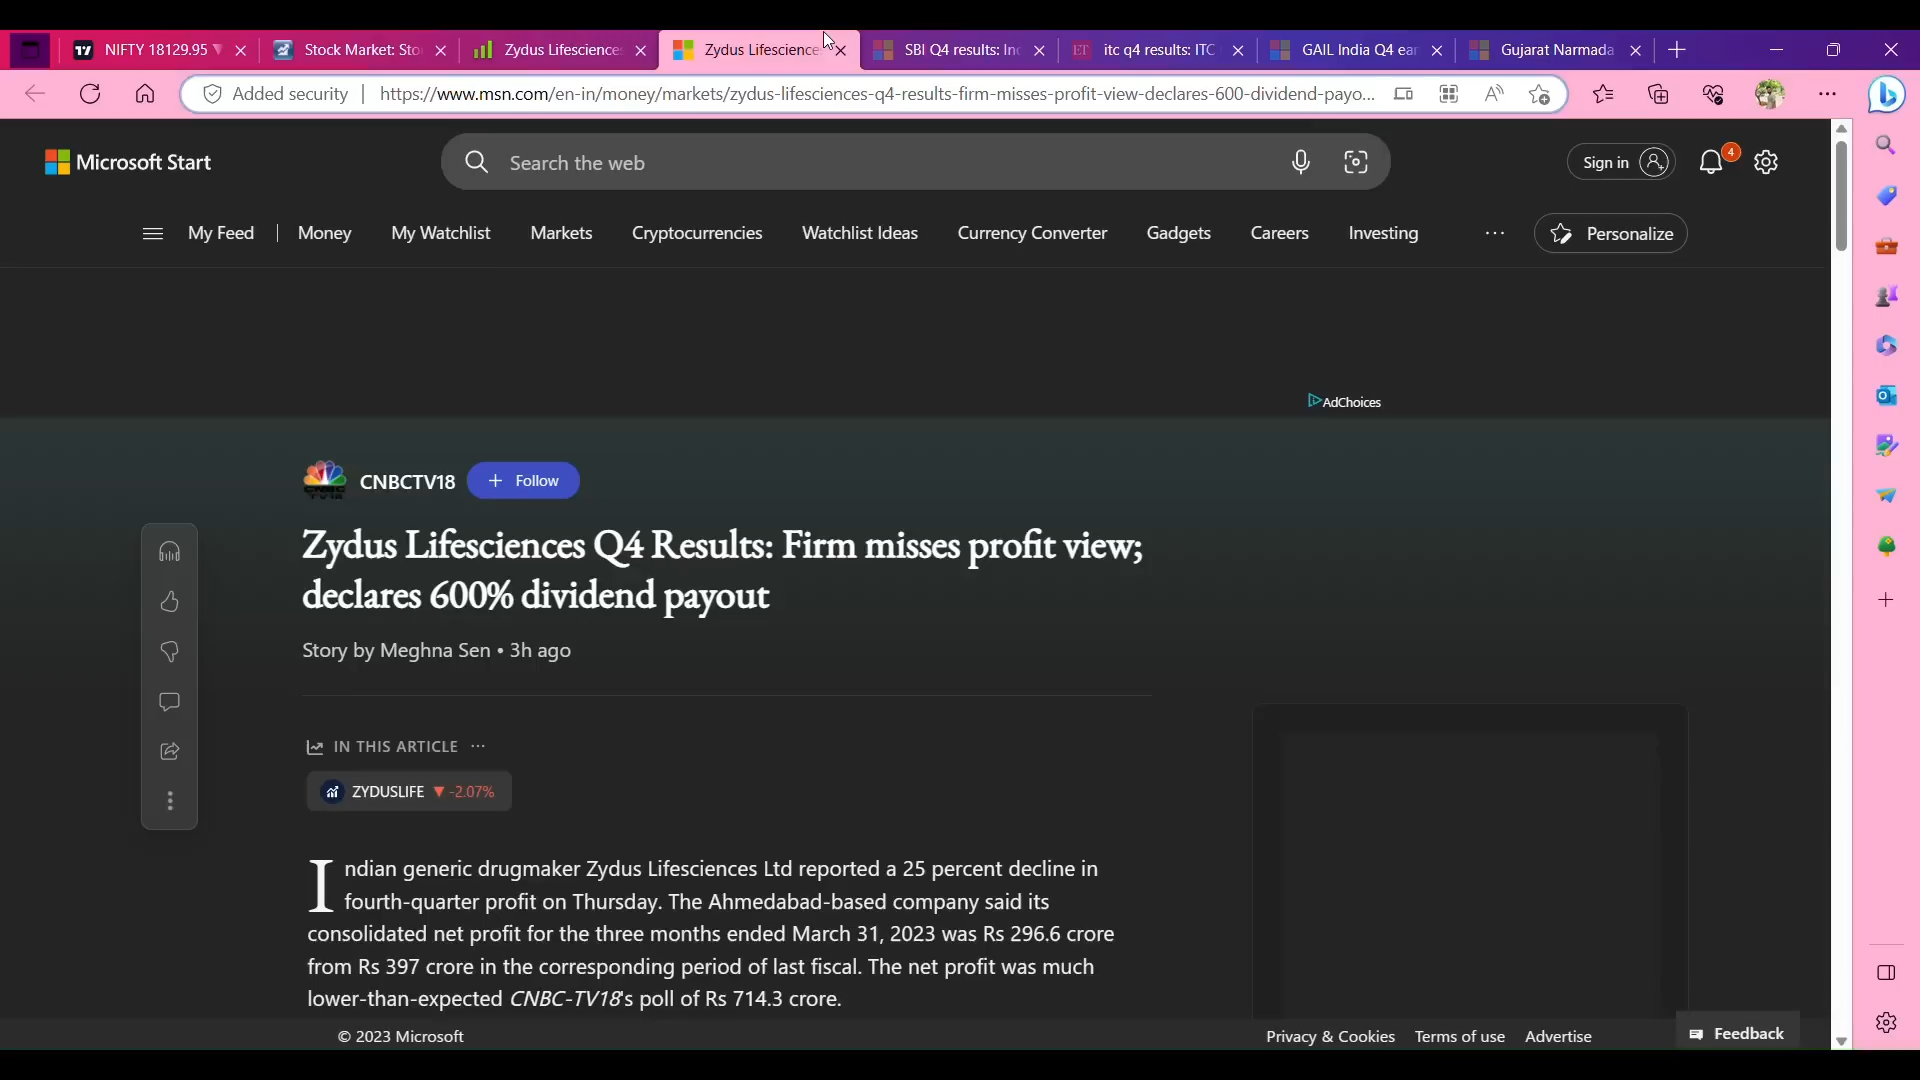 NIFTY 18129.95 ▼
Stock Market: Sto
Zydus Lifescience
Zydus Lifescience
SBI Q4 results: In
ET itc q4 results: ITC
GAIL India Q4 ear
Gujarat Narmada
Added security
https://www.msn.com/en-in/money/markets/zydus-lifesciences-q4-results-firm-misses-profit-view-declares-600-dividend-payo...
Microsoft Start
Search the web
Sign in
4
My Feed
Money
My Watchlist
Markets
Cryptocurrencies
Watchlist Ideas
Currency Converter
Gadgets
Careers
Investing
Personalize
AdChoices
CNBCTV18
+ Follow
Zydus Lifesciences Q4 Results: Firm misses profit view;
declares 600% dividend payout
Story by Meghna Sen • 3h ago
IN THIS ARTICLE ···
ZYDUSLIFE ▼ -2.07%
Indian generic drugmaker Zydus Lifesciences Ltd reported a 25 percent decline in
fourth-quarter profit on Thursday. The Ahmedabad-based company said its
consolidated net profit for the three months ended March 31, 2023 was Rs 296.6 crore
from Rs 397 crore in the corresponding period of last fiscal. The net profit was much
lower-than-expected CNBC-TV18's poll of Rs 714.3 crore.
© 2023 Microsoft
Privacy & Cookies
Terms of use
Advertise
Feedback